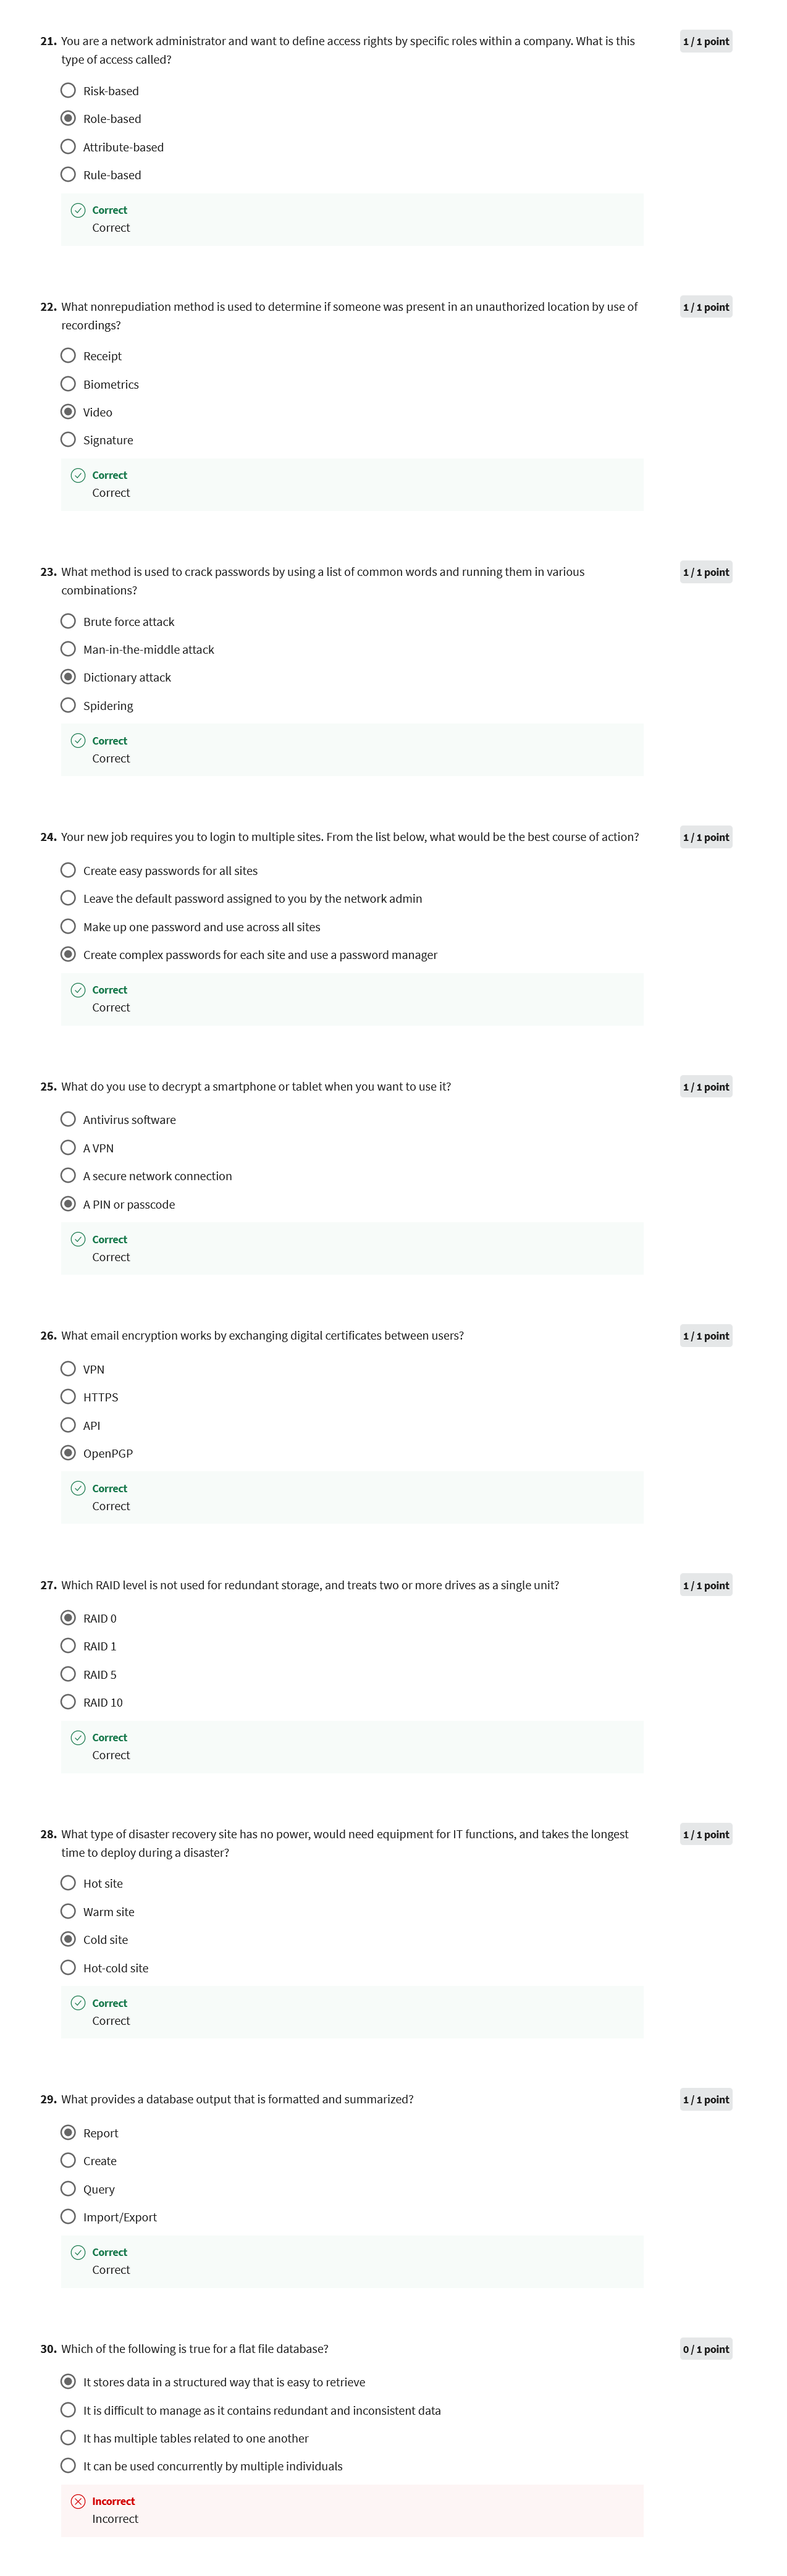 21. You are a network administrator and want to define access rights by specific roles within a company. What is this
type of access called?
1 / 1 point
Risk-based
Role-based
Attribute-based
Rule-based
Correct
Correct
22. What nonrepudiation method is used to determine if someone was present in an unauthorized location by use of
recordings?
1 / 1 point
Receipt
Biometrics
Video
Signature
Correct
Correct
23. What method is used to crack passwords by using a list of common words and running them in various
combinations?
1 / 1 point
Brute force attack
Man-in-the-middle attack
Dictionary attack
Spidering
Correct
Correct
24. Your new job requires you to login to multiple sites. From the list below, what would be the best course of action?
1 / 1 point
Create easy passwords for all sites
Leave the default password assigned to you by the network admin
Make up one password and use across all sites
Create complex passwords for each site and use a password manager
Correct
Correct
25. What do you use to decrypt a smartphone or tablet when you want to use it?
1 / 1 point
Antivirus software
A VPN
A secure network connection
A PIN or passcode
Correct
Correct
26. What email encryption works by exchanging digital certificates between users?
1 / 1 point
VPN
HTTPS
API
OpenPGP
Correct
Correct
27. Which RAID level is not used for redundant storage, and treats two or more drives as a single unit?
1 / 1 point
RAID 0
RAID 1
RAID 5
RAID 10
Correct
Correct
28. What type of disaster recovery site has no power, would need equipment for IT functions, and takes the longest
time to deploy during a disaster?
1 / 1 point
Hot site
Warm site
Cold site
Hot-cold site
Correct
Correct
29. What provides a database output that is formatted and summarized?
1 / 1 point
Report
Create
Query
Import/Export
Correct
Correct
30. Which of the following is true for a flat file database?
0 / 1 point
It stores data in a structured way that is easy to retrieve
It is difficult to manage as it contains redundant and inconsistent data
It has multiple tables related to one another
It can be used concurrently by multiple individuals
Incorrect
Incorrect